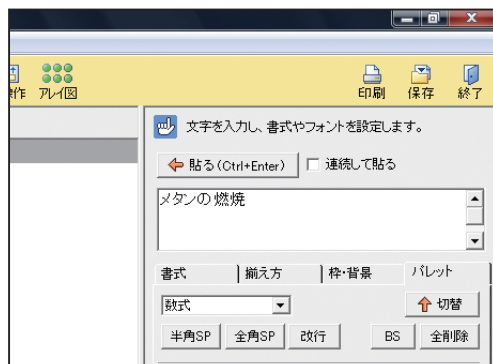 アレイ図
印刷 保存 終了
文字を入力し、書式やフォントを設定します。
貼る(Ctrl+Enter) 連続して貼る
メタンの 燃焼
書式 揃え方 枠・背景 パレット
数式 切替
半角SP 全角SP 改行 BS 全削除